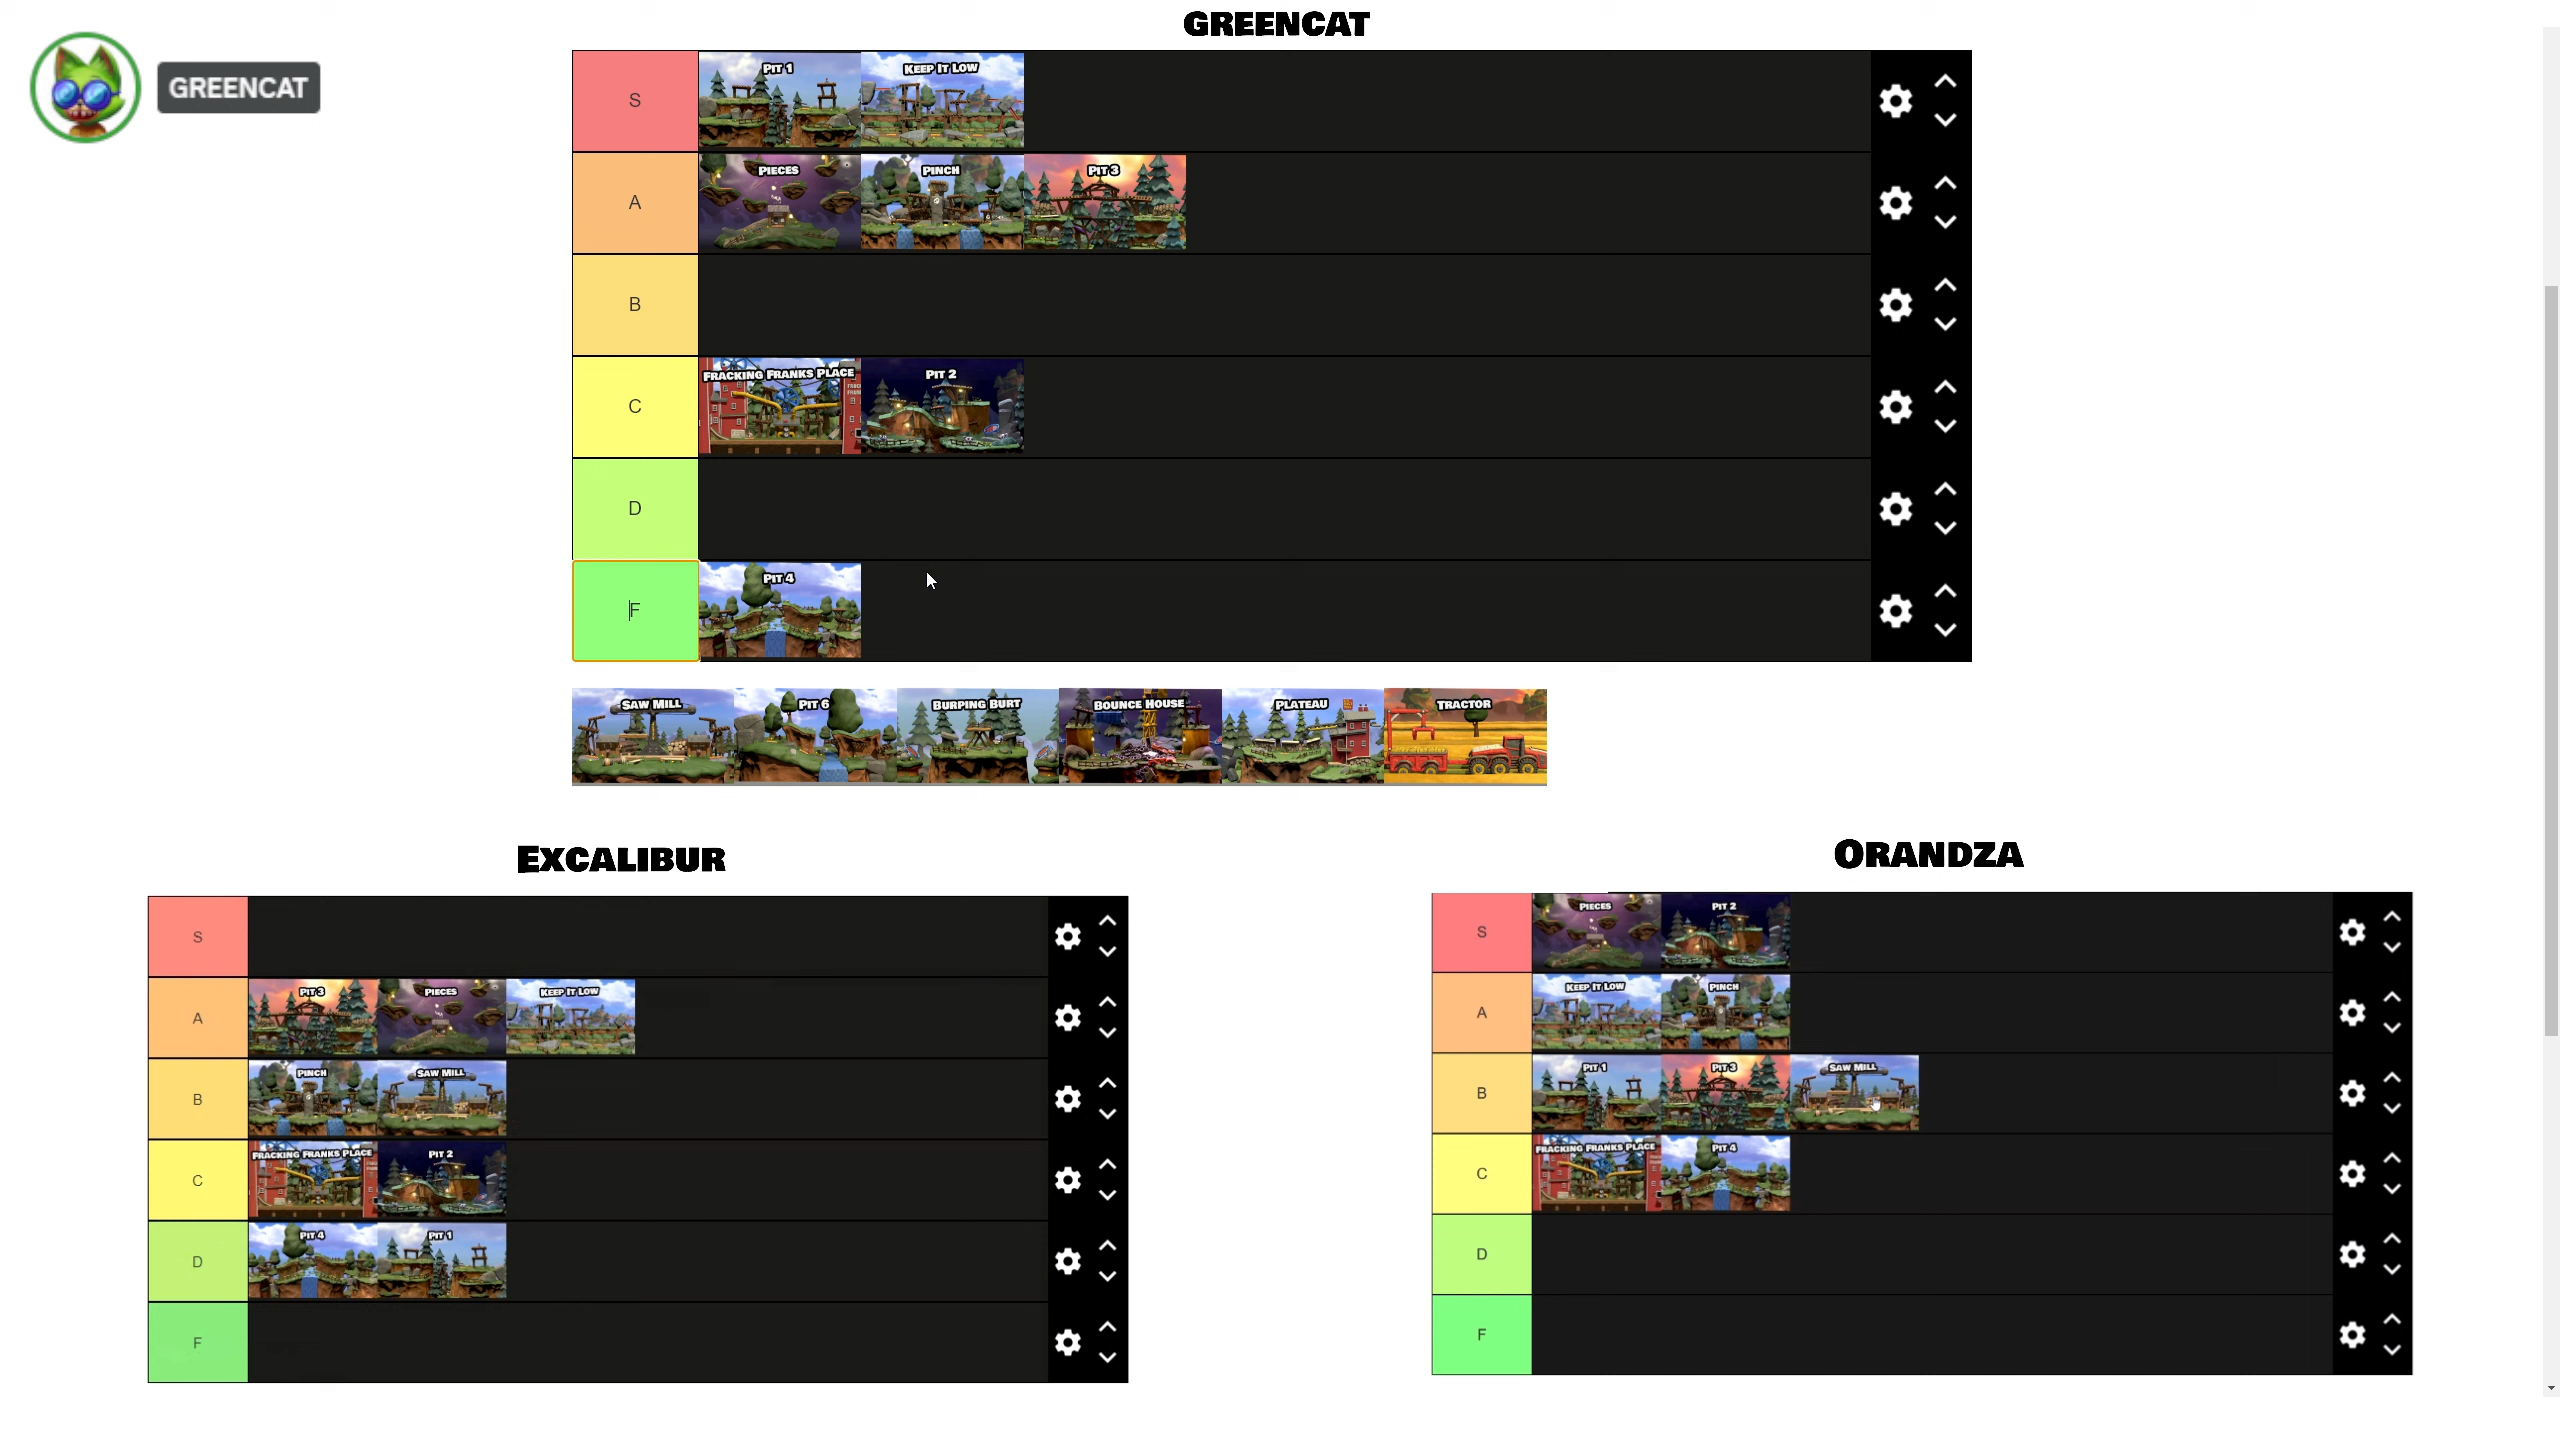 GREENCAT
GREENCAT
S
PIT 1
KEEP IT LOW
A
PIECES
PINCH
PIT 3
B
C
FRACKING FRANKS PLACE
PIT 2
D
F
PIT 4
SAW MILL
PIT 6
BURPING BURT
BOUNCE HOUSE
PLATEAU
TRACTOR
EXCALIBUR
S
A
PIT 3
PIECES
KEEP IT LOW
B
PINCH
SAW MILL
C
FRACKING FRANKS PLACE
PIT 2
D
PIT 4
PIT 1
F
ORANDZA
S
PIECES
PIT 2
A
KEEP IT LOW
PINCH
B
PIT 1
PIT 3
SAW MILL
C
FRACKING FRANKS PLACE
PIT 4
D
F